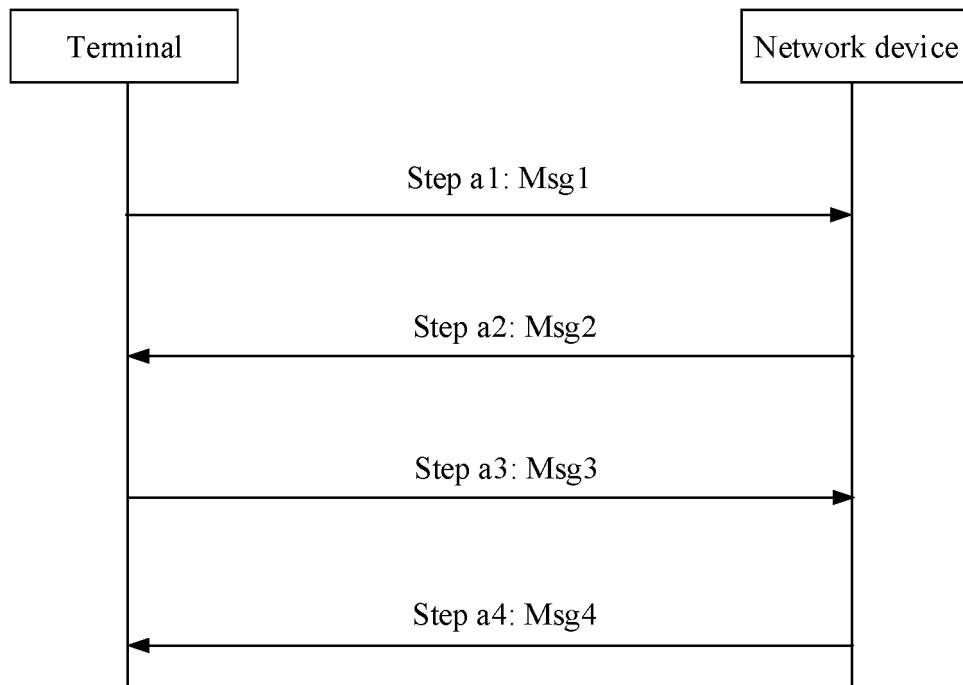 Terminal
Network device
Step a1: Msg1
Step a2: Msg2
Step a3: Msg3
Step a4: Msg4